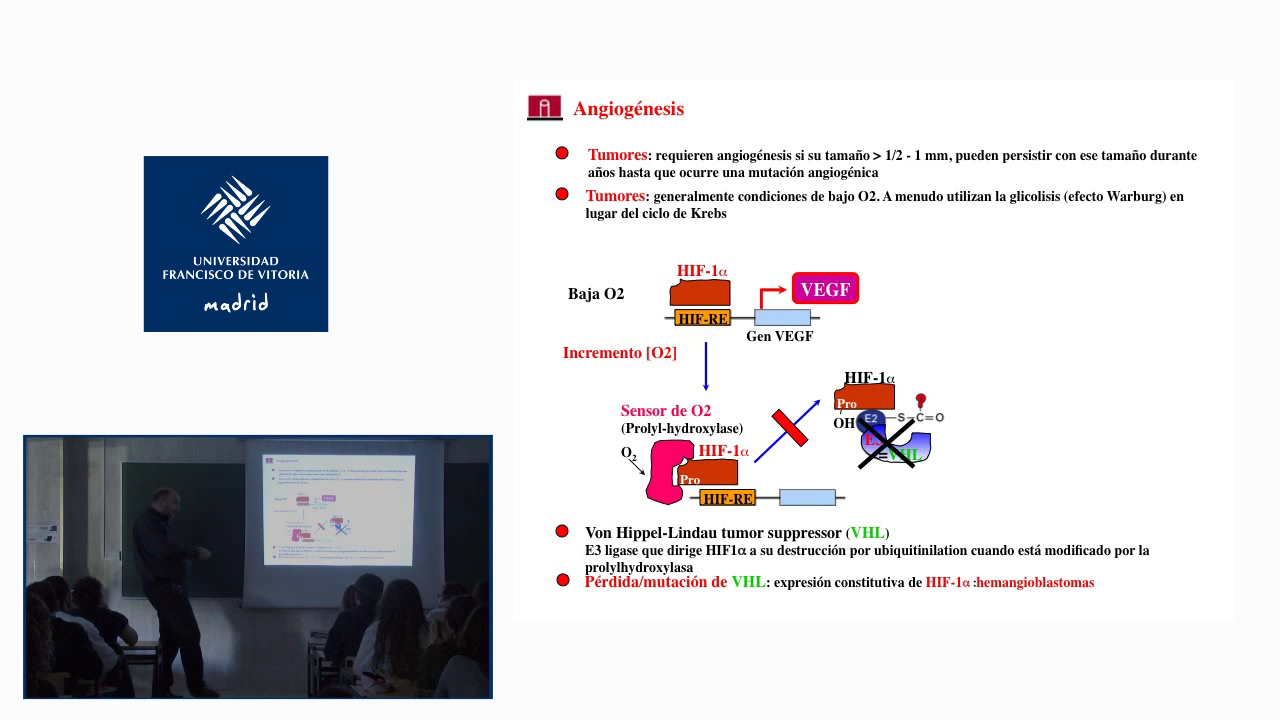 UNIVERSIDAD
FRANCISCO DE VITORIA
madrid
Angiogénesis
Tumores: requieren angiogénesis si su tamaño > 1/2 - 1 mm, pueden persistir con ese tamaño durante
años hasta que ocurre una mutación angiogénica
Tumores: generalmente condiciones de bajo O2. A menudo utilizan la glicolisis (efecto Warburg) en
lugar del ciclo de Krebs
HIF-1α
Baja O2
VEGF
HIF-RE
Gen VEGF
Incremento [O2]
HIF-1α
Pro
Sensor de O2
OH
E2
S
C
O
(Prolyl-hydroxylase)
E3
=VHL
O2
HIF-1α
Pro
HIF-RE
Von Hippel-Lindau tumor suppressor (VHL)
E3 ligase que dirige HIF1α a su destrucción por ubiquitinilation cuando está modificado por la
prolylhydroxylasa
Pérdida/mutación de VHL: expresión constitutiva de HIF-1α :hemangioblastomas